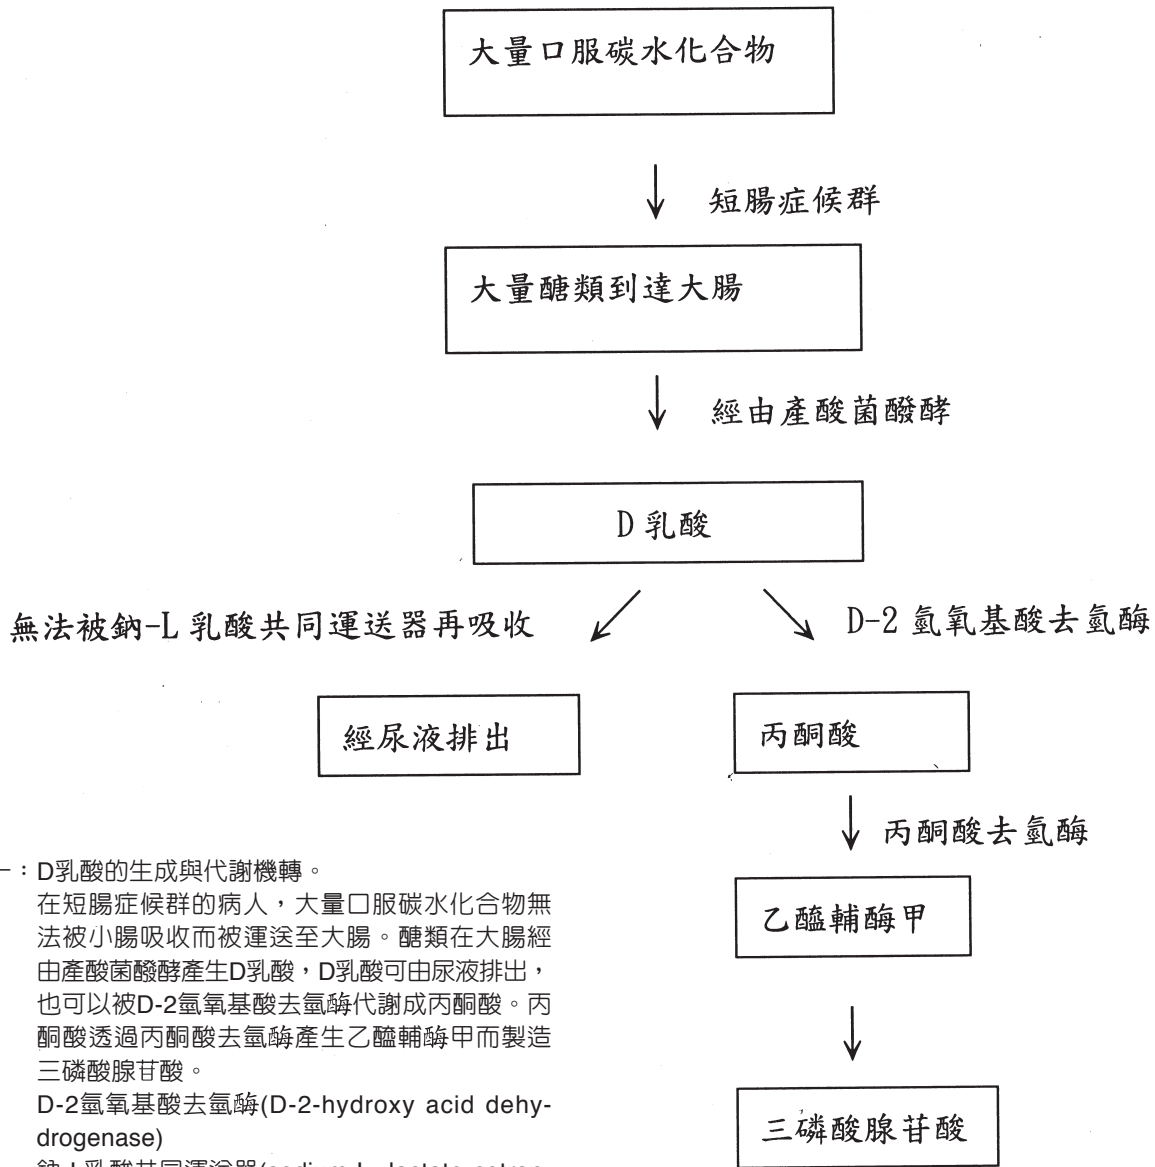 大量口服碳水化合物
短腸症候群
大量醣類到達大腸
經由產酸菌醱酵
D 乳酸
無法被鈉-L 乳酸共同運送器再吸收
D-2 氫氧基酸去氫酶
經尿液排出
丙酮酸
丙酮酸去氫酶
乙醯輔酶甲
三磷酸腺苷酸
：D乳酸的生成與代謝機轉。
在短腸症候群的病人，大量口服碳水化合物無
法被小腸吸收而被運送至大腸。醣類在大腸經
由產酸菌醱酵產生D乳酸，D乳酸可由尿液排出，
也可以被D-2氫氧基酸去氫酶代謝成丙酮酸。丙
酮酸透過丙酮酸去氫酶產生乙醯輔酶甲而製造
三磷酸腺苷酸。
D-2氫氧基酸去氫酶(D-2-hydroxy acid dehy-
drogenase)